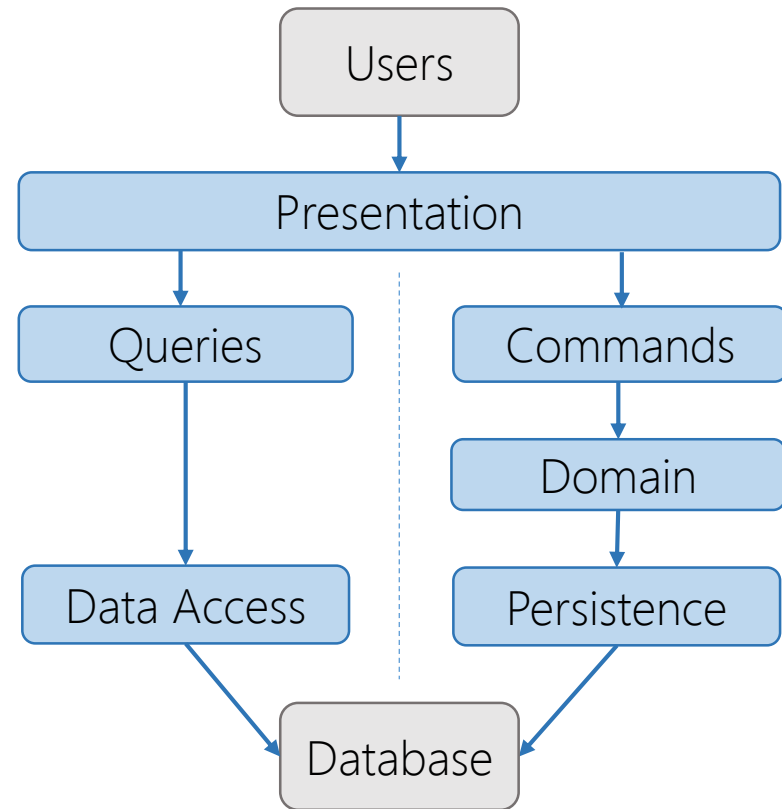 Users
Presentation
Queries
Commands
Domain
Data Access
Persistence
Database